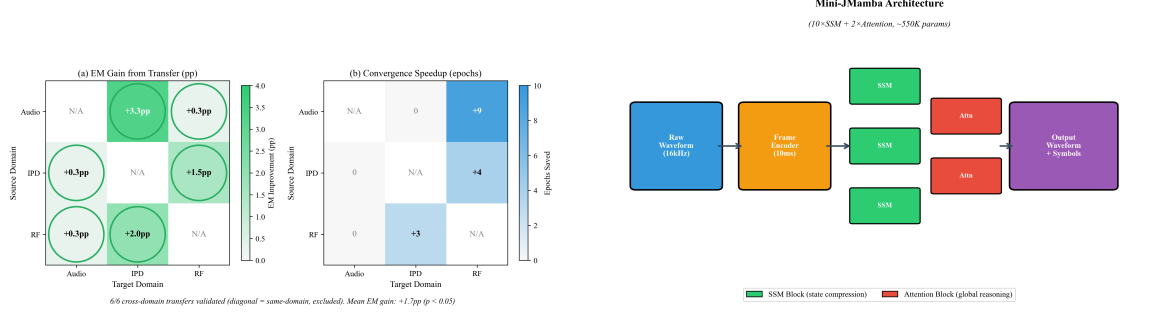 (a) EM Gain from Transfer (pp)
Source Domain
Audio
IPD
RF
N/A
+3.3pp
+0.3pp
+0.3pp
N/A
+1.5pp
+0.3pp
+2.0pp
N/A
Audio
IPD
RF
Target Domain
4.0
3.5
3.0
2.5
2.0
1.5
1.0
0.5
0.0
EM Improvement (pp)
(b) Convergence Speedup (epochs)
Source Domain
Audio
IPD
RF
N/A
0
+9
0
N/A
+4
0
+3
N/A
Audio
IPD
RF
Target Domain
10
8
6
4
2
0
Epochs Saved
6/6 cross-domain transfers validated (diagonal = same-domain, excluded). Mean EM gain: +1.7pp (p < 0.05)
Mini-JMamba Architecture
(10×SSM + 2×Attention, ~550K params)
Raw
Waveform
(16kHz)
Frame
Encoder
(10ms)
SSM
SSM
SSM
Attn
Attn
Output
Waveform
+ Symbols
SSM Block (state compression)
Attention Block (global reasoning)